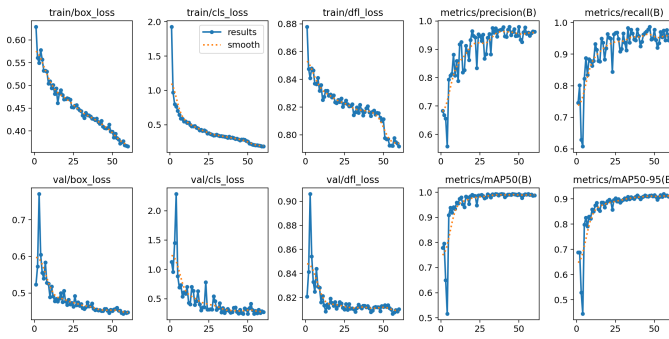 train/box_loss
0.60
0.55
0.50
0.45
0.40
0 25 50
train/cls_loss
2.0
1.5
1.0
0.5
0 25 50
results
smooth
train/dfl_loss
0.88
0.86
0.84
0.82
0.80
0 25 50
metrics/precision(B)
1.0
0.9
0.8
0.7
0.6
0 25 50
metrics/recall(B)
1.0
0.9
0.8
0.7
0.6
0 25
val/box_loss
0.7
0.6
0.5
0 25 50
val/cls_loss
2.0
1.5
1.0
0.5
0 25 50
val/dfl_loss
0.90
0.88
0.86
0.84
0.82
0 25 50
metrics/mAP50(B)
1.0
0.9
0.8
0.7
0.6
0.5
0 25 50
metrics/mAP50-95(B
0.9
0.8
0.7
0.6
0.5
0 25